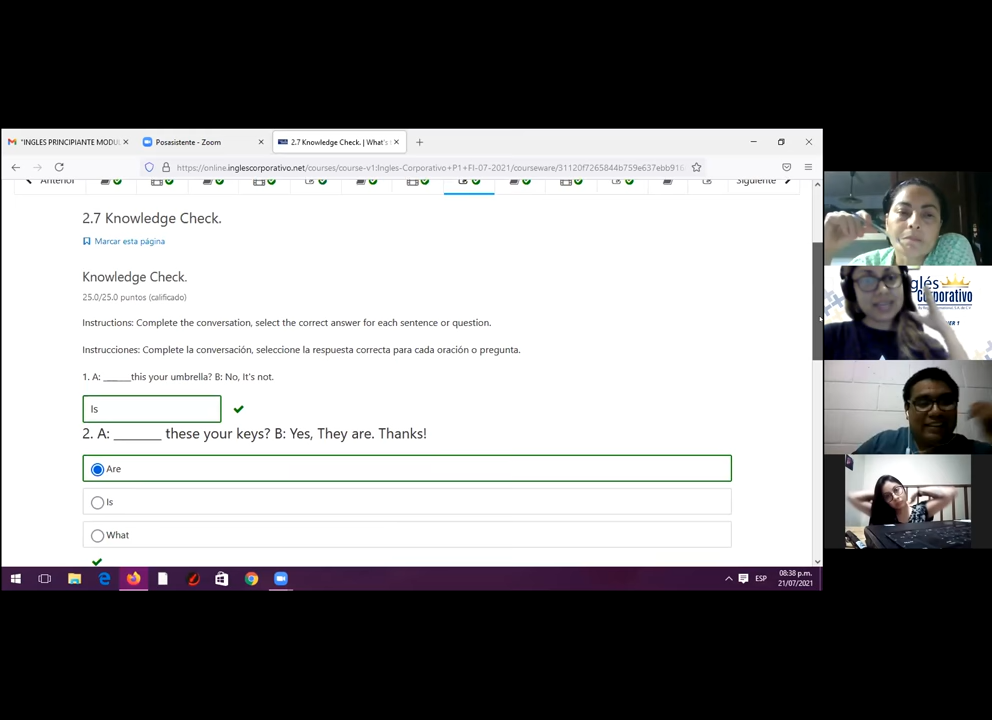 "INGLES PRINCIPIANTE MODUL
Posasistente - Zoom
2.7 Knowledge Check. | What's
https://online.inglescorporativo.net/courses/course-v1:Ingles-Corporativo+P1+FI-07-2021/courseware/31120f7265844b759e637ebb916
Anterior
Siguiente
2.7 Knowledge Check.
Marcar esta página
Knowledge Check.
25.0/25.0 puntos (calificado)
Instructions: Complete the conversation, select the correct answer for each sentence or question.
Instrucciones: Complete la conversación, seleccione la respuesta correcta para cada oración o pregunta.
1. A: ______this your umbrella? B: No, It's not.
Is
2. A: _______ these your keys? B: Yes, They are. Thanks!
Are
Is
What
ESP
08:38 p.m.
21/07/2021
glés
Corporativo